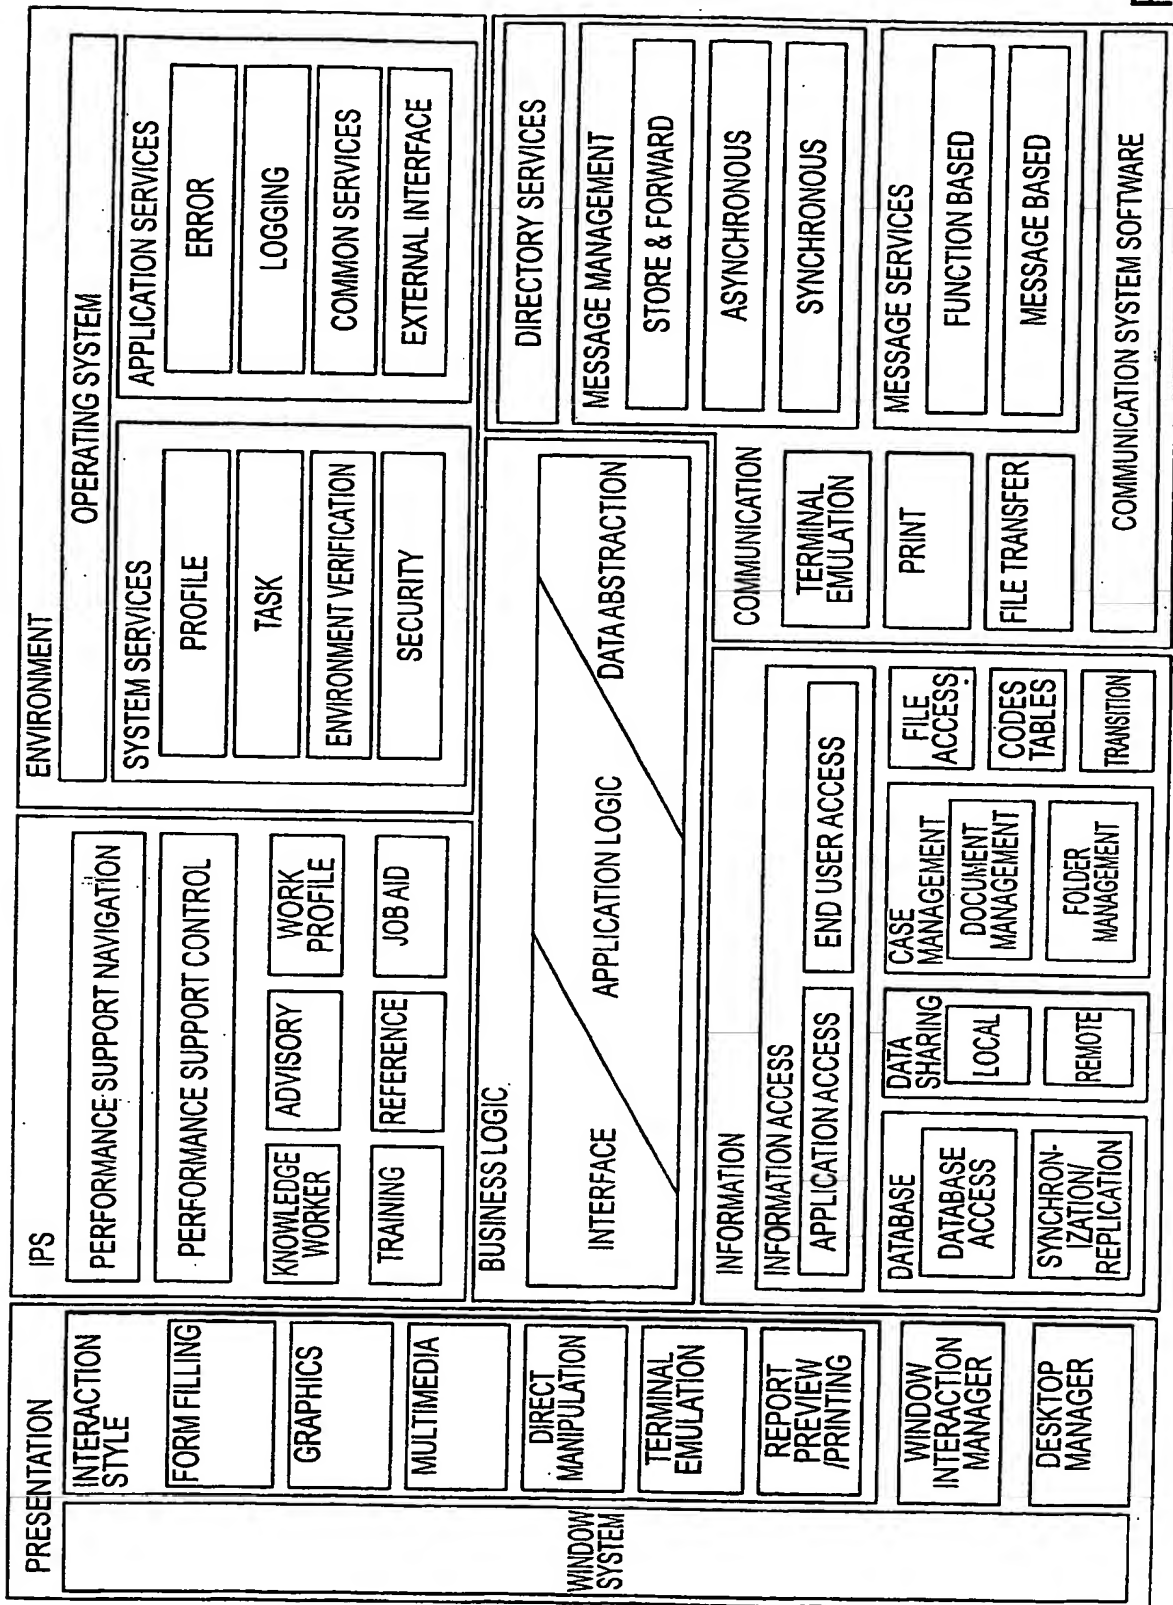 PRESENTATION
WINDOW
SYSTEM
INTERACTION
STYLE
FORM FILLING
GRAPHICS
MULTIMEDIA
DIRECT
MANIPULATION
TERMINAL
EMULATION
REPORT
PREVIEW
/PRINTING
WINDOW
INTERACTION
MANAGER
DESKTOP
MANAGER
IPS
PERFORMANCE SUPPORT NAVIGATION
PERFORMANCE SUPPORT CONTROL
KNOWLEDGE
WORKER
ADVISORY
WORK
PROFILE
TRAINING
REFERENCE
JOB AID
ENVIRONMENT
OPERATING SYSTEM
SYSTEM SERVICES
PROFILE
TASK
ENVIRONMENT VERIFICATION
SECURITY
APPLICATION SERVICES
ERROR
LOGGING
COMMON SERVICES
EXTERNAL INTERFACE
BUSINESS LOGIC
INTERFACE
APPLICATION LOGIC
DATA ABSTRACTION
INFORMATION
INFORMATION ACCESS
APPLICATION ACCESS
END USER ACCESS
DATABASE
DATABASE
ACCESS
SYNCHRON-
IZATION/
REPLICATION
DATA
SHARING
LOCAL
REMOTE
CASE
MANAGEMENT
DOCUMENT
MANAGEMENT
FOLDER
MANAGEMENT
FILE
ACCESS
CODES
TABLES
TRANSITION
COMMUNICATION
TERMINAL
EMULATION
PRINT
FILE TRANSFER
DIRECTORY SERVICES
MESSAGE MANAGEMENT
STORE & FORWARD
ASYNCHRONOUS
SYNCHRONOUS
MESSAGE SERVICES
FUNCTION BASED
MESSAGE BASED
COMMUNICATION SYSTEM SOFTWARE